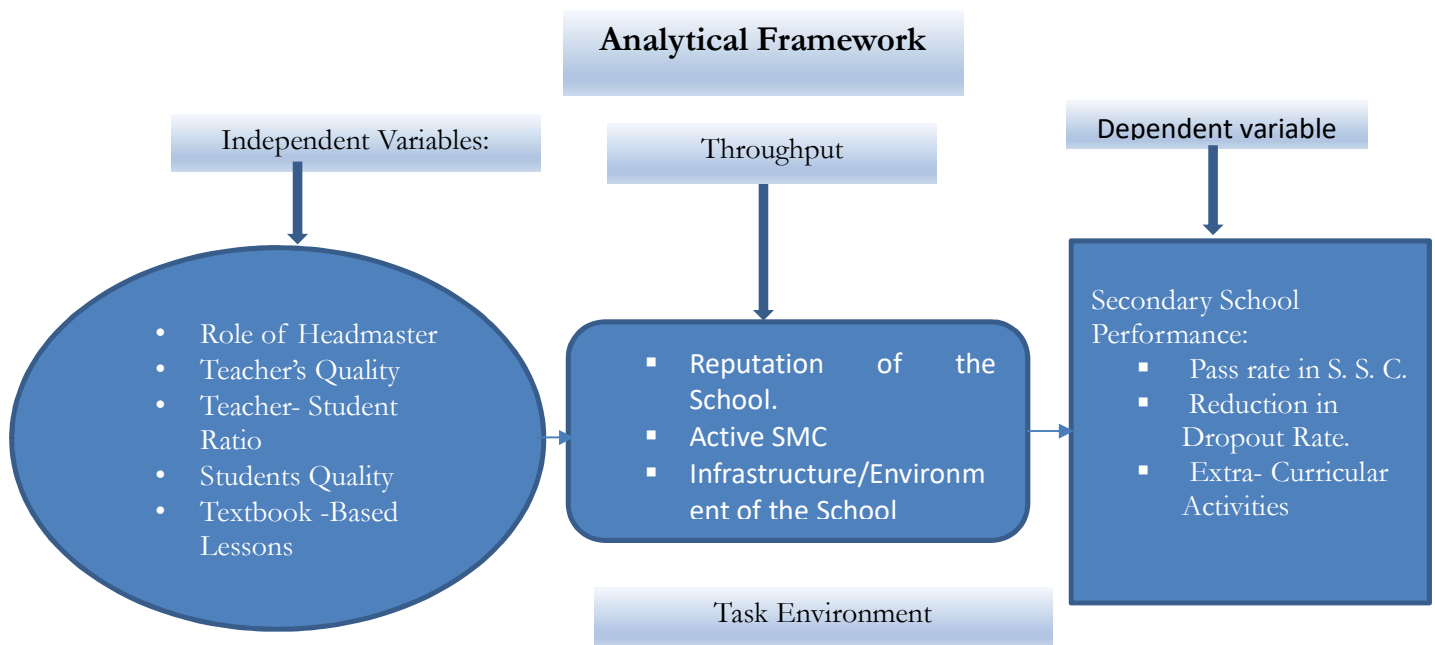 Analytical Framework
Independent Variables:
Throughput
Dependent variable
• Role of Headmaster
• Teacher’s Quality
• Teacher- Student
Ratio
• Students Quality
• Textbook -Based
Lessons
▪ Reputation of the
School.
▪ Active SMC
▪ Infrastructure/Environm
ent of the School
Secondary School
Performance:
▪ Pass rate in S. S. C.
▪ Reduction in
Dropout Rate.
▪ Extra- Curricular
Activities
Task Environment